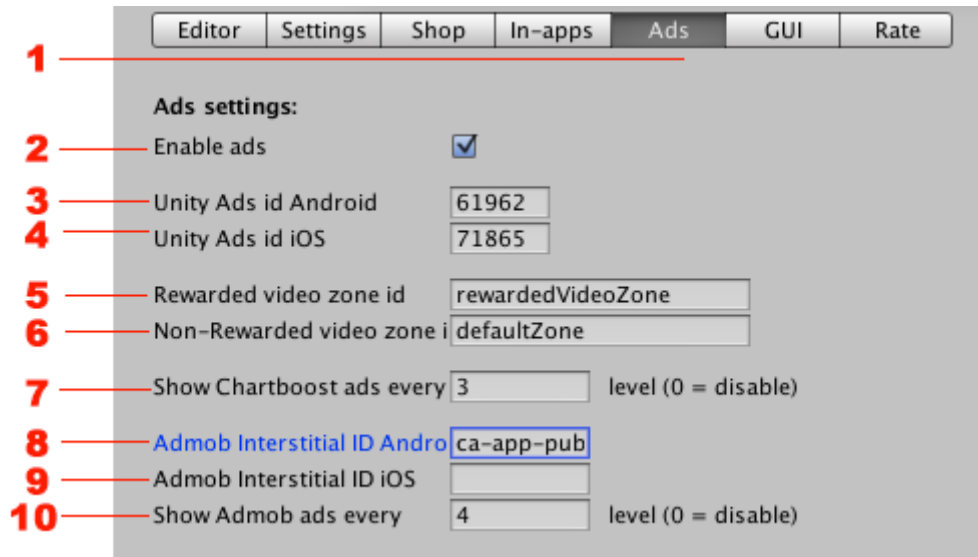 Editor Settings Shop In-apps Ads GUI Rate
1
Ads settings:
2 Enable ads
3 Unity Ads id Android 61962
4 Unity Ads id iOS 71865
5 Rewarded video zone id rewardedVideoZone
6 Non-Rewarded video zone i defaultZone
7 Show Chartboost ads every 3 level (0 = disable)
8 Admob Interstitial ID Andro ca-app-pub
9 Admob Interstitial ID iOS
10 Show Admob ads every 4 level (0 = disable)